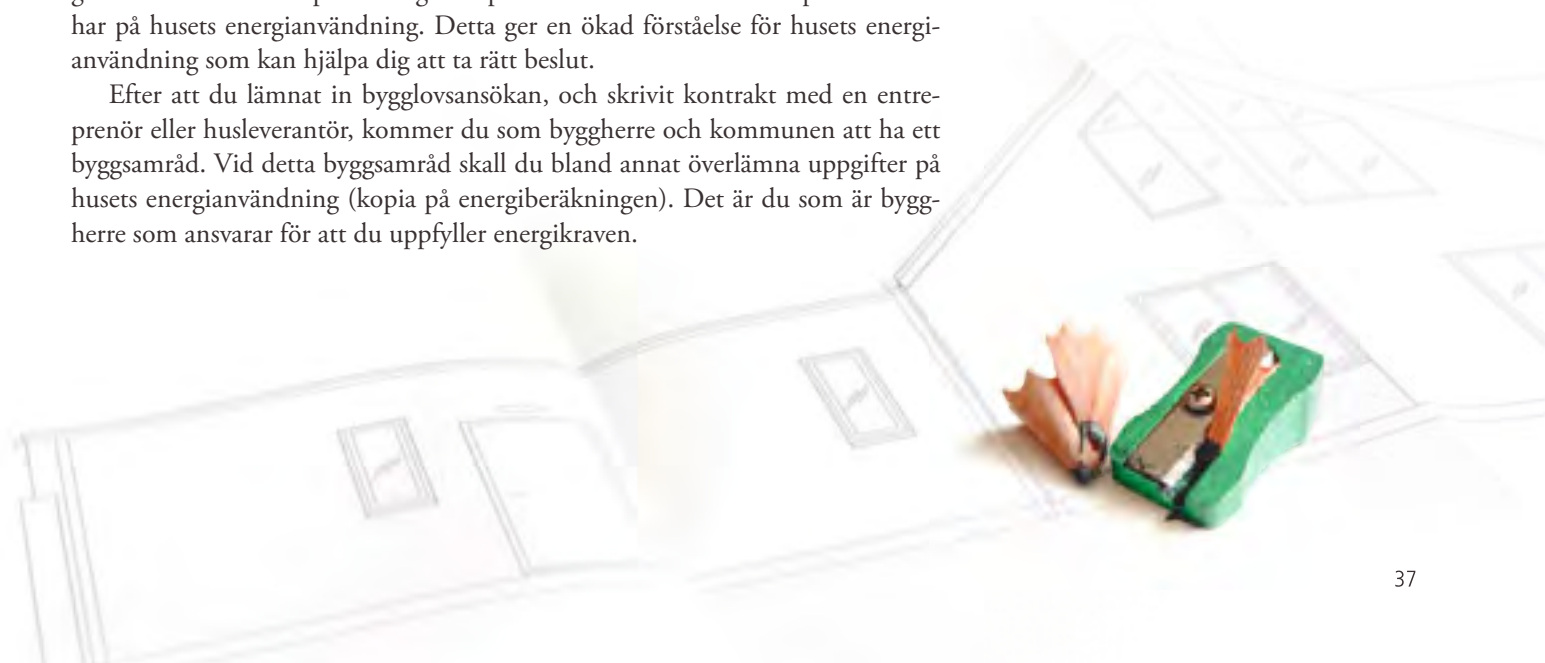 har på husets energianvändning. Detta ger en ökad förståelse för husets energi-
användning som kan hjälpa dig att ta rätt beslut.
Efter att du lämnat in bygglovsansökan, och skrivit kontrakt med en entre-
prenör eller husleverantör, kommer du som byggherre och kommunen att ha ett
byggsamråd. Vid detta byggsamråd skall du bland annat överlämna uppgifter på
husets energianvändning (kopia på energiberäkningen). Det är du som är bygg-
herre som ansvarar för att du uppfyller energikraven.
37